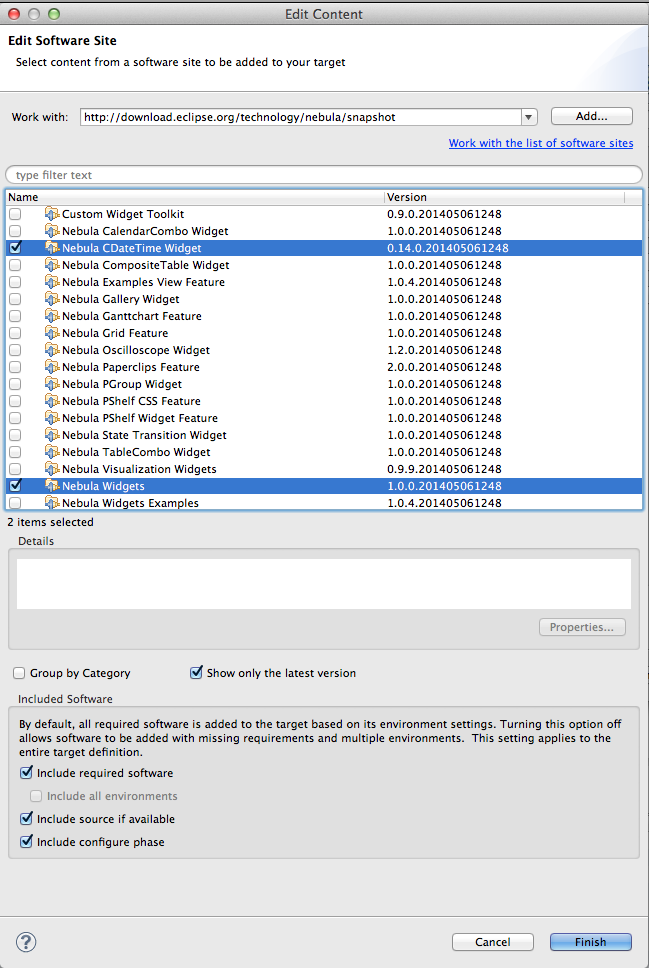 Edit Content
Edit Software Site
Select content from a software site to be added to your target
Work with: http://download.eclipse.org/technology/nebula/snapshot Add...
Work with the list of software sites
type filter text
Name Version
Custom Widget Toolkit 0.9.0.201405061248
Nebula CalendarCombo Widget 1.0.0.201405061248
Nebula CDateTime Widget 0.14.0.201405061248
Nebula CompositeTable Widget 1.0.0.201405061248
Nebula Examples View Feature 1.0.4.201405061248
Nebula Gallery Widget 1.0.0.201405061248
Nebula Ganttchart Feature 1.0.0.201405061248
Nebula Grid Feature 1.0.0.201405061248
Nebula Oscilloscope Widget 1.2.0.201405061248
Nebula Paperclips Feature 2.0.0.201405061248
Nebula PGroup Widget 1.0.0.201405061248
Nebula PShelf CSS Feature 1.0.0.201405061248
Nebula PShelf Widget Feature 1.0.0.201405061248
Nebula State Transition Widget 1.0.0.201405061248
Nebula TableCombo Widget 1.0.0.201405061248
Nebula Visualization Widgets 0.9.9.201405061248
Nebula Widgets 1.0.0.201405061248
Nebula Widgets Examples 1.0.4.201405061248
2 items selected
Details
Properties...
Group by Category Show only the latest version
Included Software
By default, all required software is added to the target based on its environment settings. Turning this option off
allows software to be added with missing requirements and multiple environments. This setting applies to the
entire target definition.
Include required software
Include all environments
Include source if available
Include configure phase
? Cancel Finish